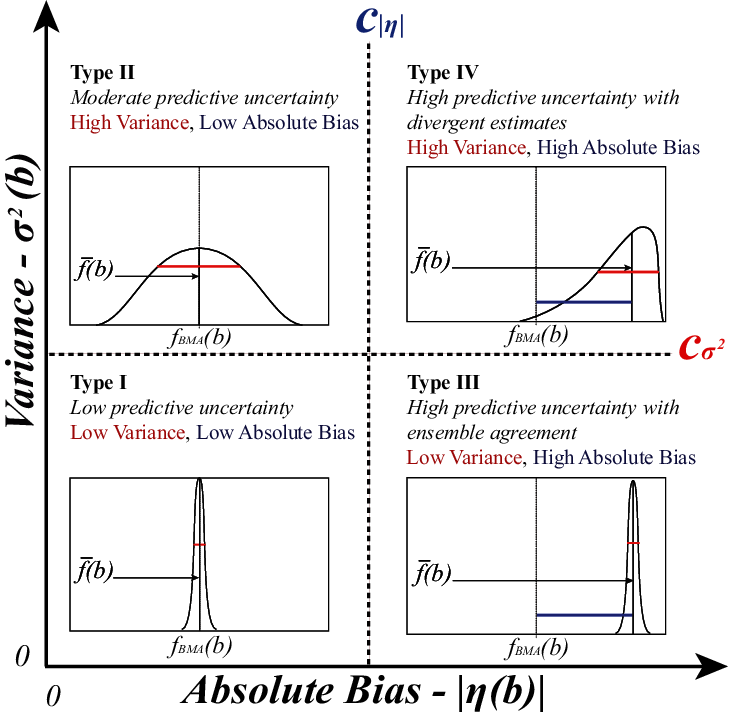 C|η|
Type II
Moderate predictive uncertainty
High Variance, Low Absolute Bias
f̅(b)
fBMA(b)
Type IV
High predictive uncertainty with
divergent estimates
High Variance, High Absolute Bias
f̅(b)
fBMA(b)
Variance - σ²(b)
Cσ²
Type I
Low predictive uncertainty
Low Variance, Low Absolute Bias
f̅(b)
fBMA(b)
Type III
High predictive uncertainty with
ensemble agreement
Low Variance, High Absolute Bias
f̅(b)
fBMA(b)
0
0
Absolute Bias - |η(b)|